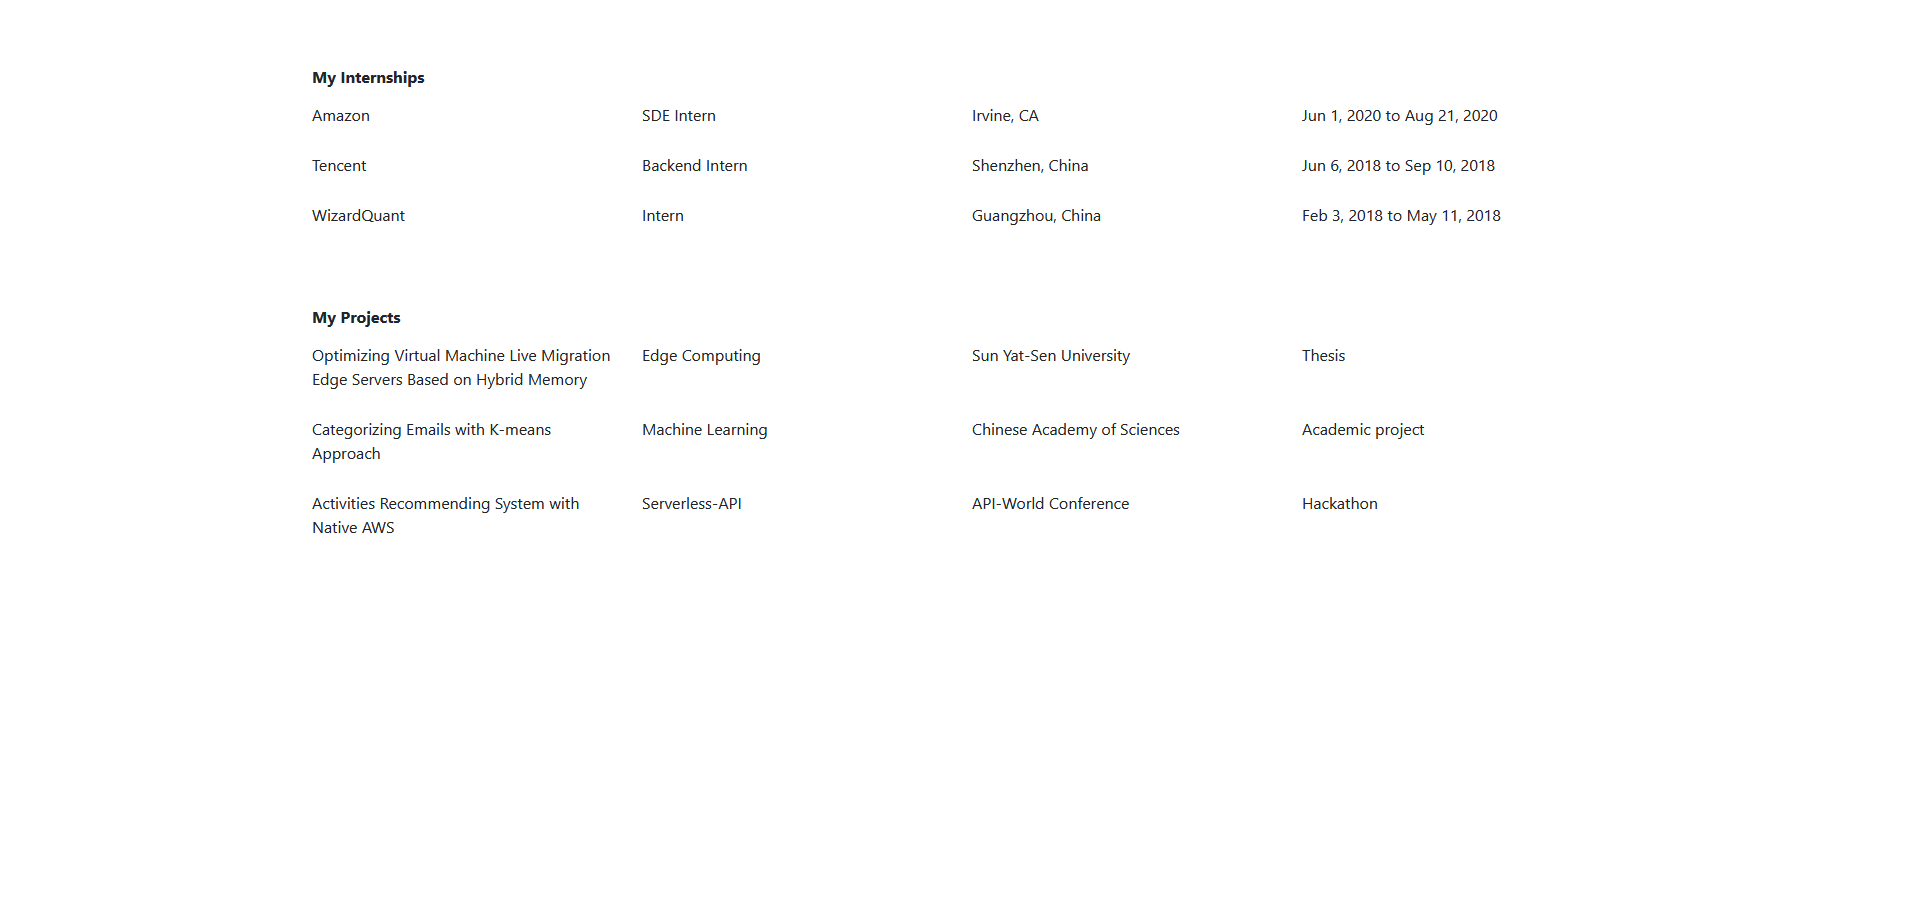 My Internships
Amazon SDE Intern Irvine, CA Jun 1, 2020 to Aug 21, 2020
Tencent Backend Intern Shenzhen, China Jun 6, 2018 to Sep 10, 2018
WizardQuant Intern Guangzhou, China Feb 3, 2018 to May 11, 2018
My Projects
Optimizing Virtual Machine Live Migration Edge Computing Sun Yat-Sen University Thesis
Edge Servers Based on Hybrid Memory
Categorizing Emails with K-means Machine Learning Chinese Academy of Sciences Academic project
Approach
Activities Recommending System with Serverless-API API-World Conference Hackathon
Native AWS